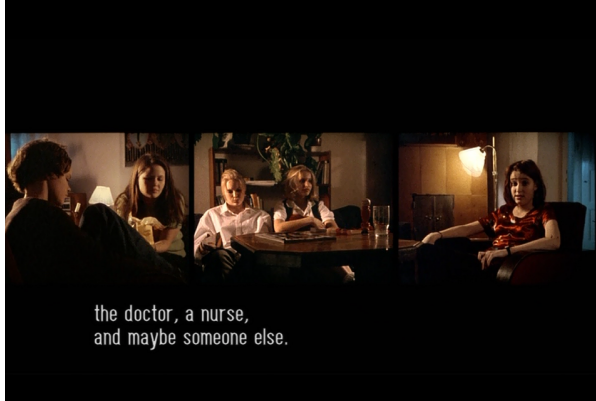 the doctor, a nurse,
and maybe someone else.